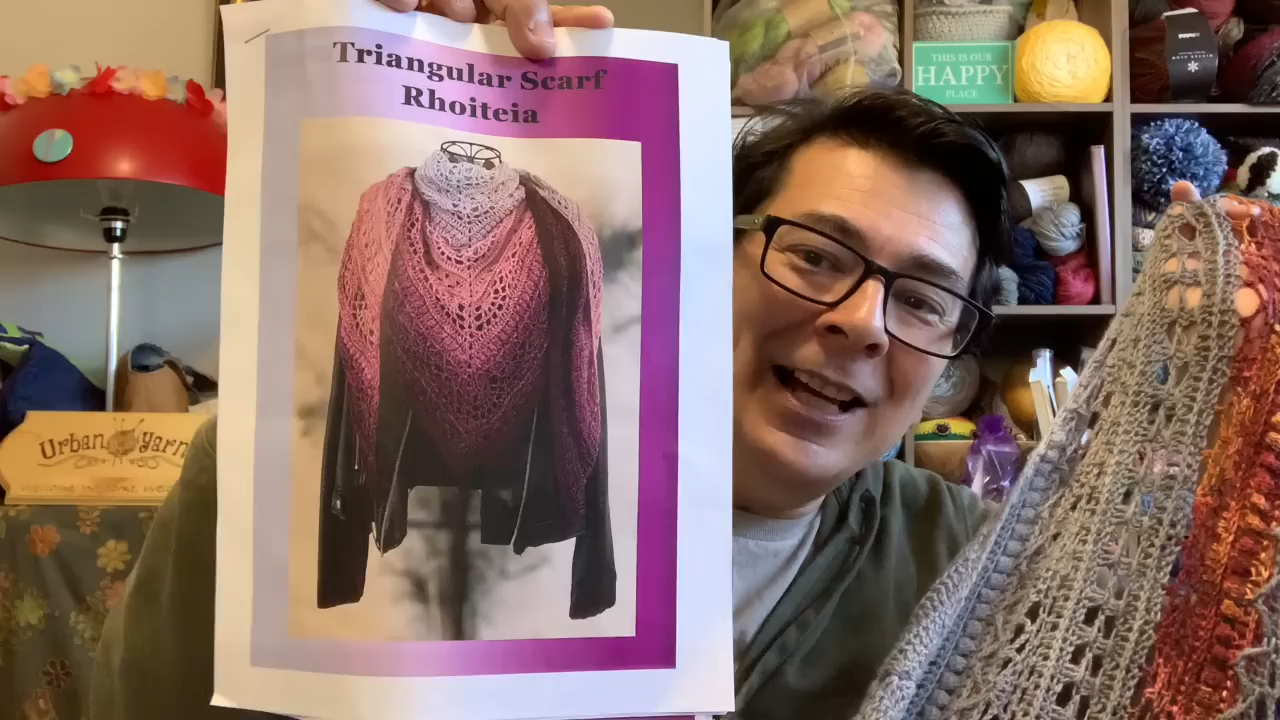 Triangular Scarf
Rhoiteia
THIS IS OUR
HAPPY
PLACE
Urban yarn